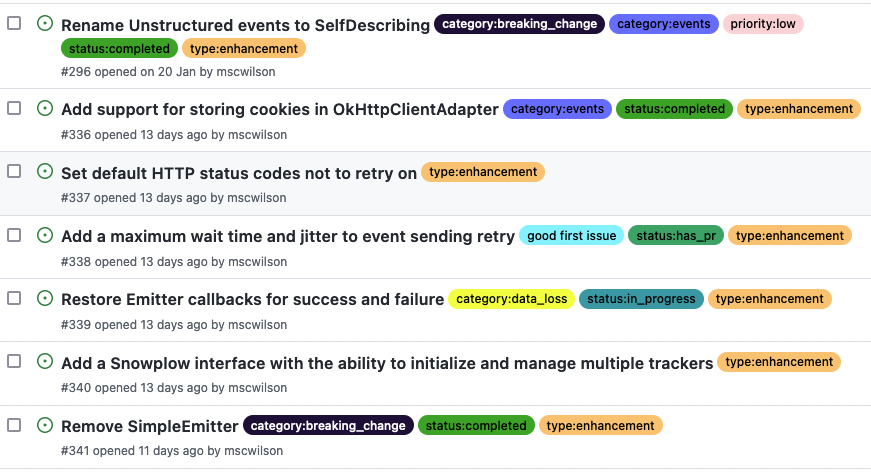 Rename Unstructured events to SelfDescribing category:breaking_change category:events priority:low
status:completed type:enhancement
#296 opened on 20 Jan by mscwilson
Add support for storing cookies in OkHttpClientAdapter category:events status:completed type:enhancement
#336 opened 13 days ago by mscwilson
Set default HTTP status codes not to retry on type:enhancement
#337 opened 13 days ago by mscwilson
Add a maximum wait time and jitter to event sending retry good first issue status:has_pr type:enhancement
#338 opened 13 days ago by mscwilson
Restore Emitter callbacks for success and failure category:data_loss status:in_progress type:enhancement
#339 opened 13 days ago by mscwilson
Add a Snowplow interface with the ability to initialize and manage multiple trackers type:enhancement
#340 opened 13 days ago by mscwilson
Remove SimpleEmitter category:breaking_change status:completed type:enhancement
#341 opened 11 days ago by mscwilson